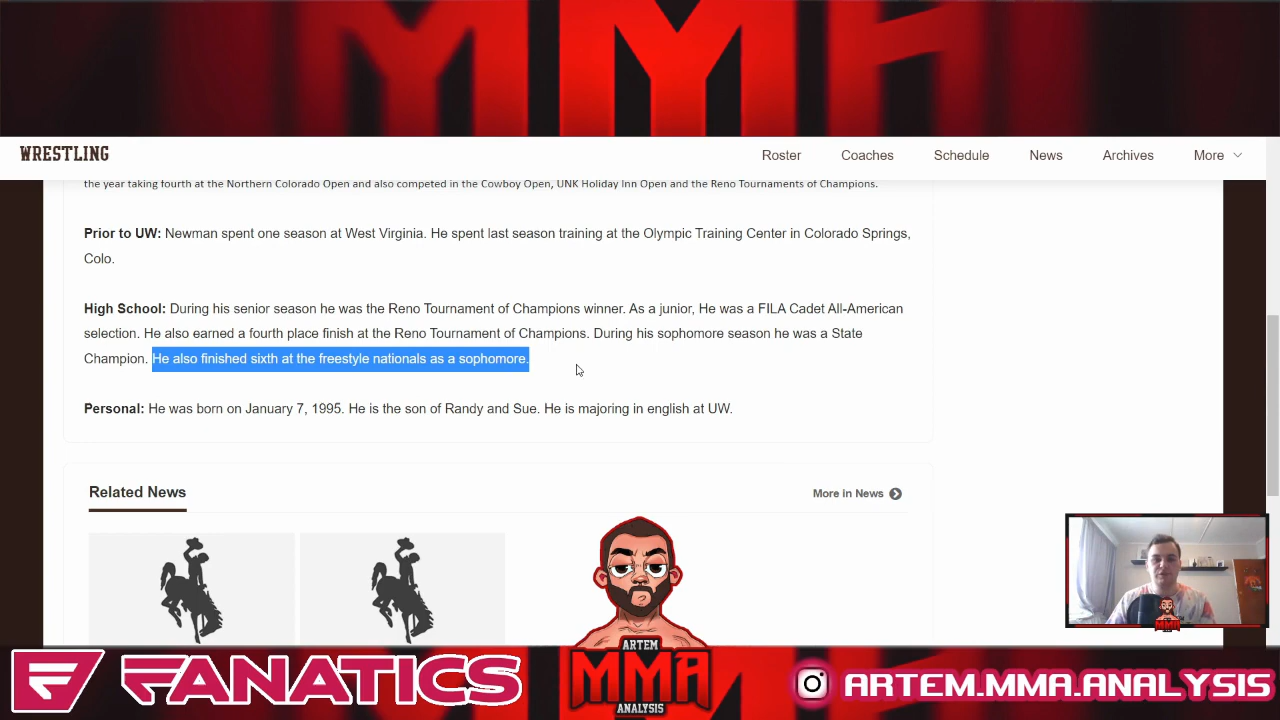 MMA
WRESTLING
Roster
Coaches
Schedule
News
Archives
More
the year taking fourth at the Northern Colorado Open and also competed in the Cowboy Open, UNK Holiday Inn Open and the Reno Tournaments of Champions.
Prior to UW: Newman spent one season at West Virginia. He spent last season training at the Olympic Training Center in Colorado Springs,
Colo.
High School: During his senior season he was the Reno Tournament of Champions winner. As a junior, He was a FILA Cadet All-American
selection. He also earned a fourth place finish at the Reno Tournament of Champions. During his sophomore season he was a State
Champion. He also finished sixth at the freestyle nationals as a sophomore.
Personal: He was born on January 7, 1995. He is the son of Randy and Sue. He is majoring in english at UW.
Related News
More in News
MMA
FANATICS
ARTEM
MMA
ANALYSIS
ARTEM.MMA.ANALYSIS